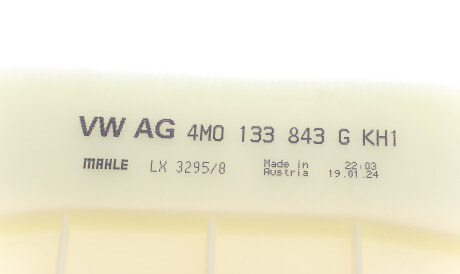 VW AG 4M0 133 843 G KH1
MAHLE LX 3295/8 Made in 22:03
Austria 19.01.24